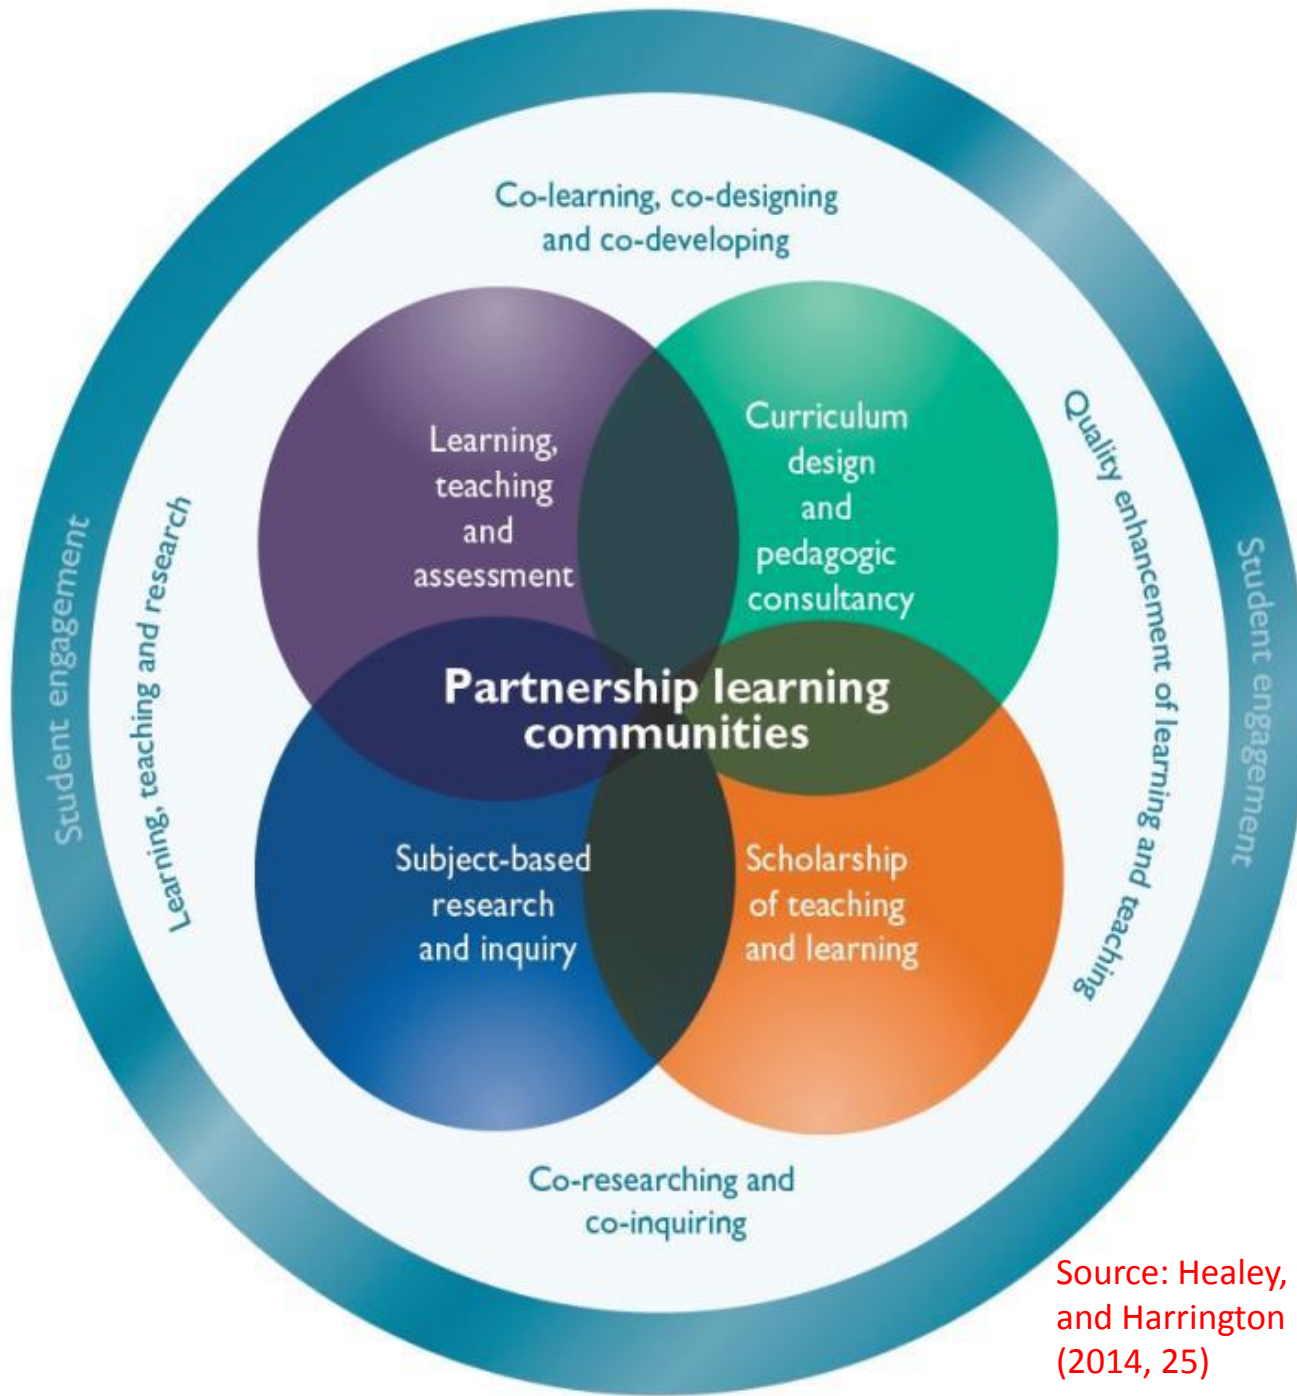 Co-learning, co-designing
and co-developing
Student engagement
Learning, teaching and research
Learning,
teaching
and
assessment
Curriculum
design
and
pedagogic
consultancy
Quality enhancement of learning and teaching
Student engagement
Partnership learning
communities
Subject-based
research
and inquiry
Scholarship
of teaching
and learning
Co-researching and
co-inquiring
Source: Healey,
and Harrington
(2014, 25)